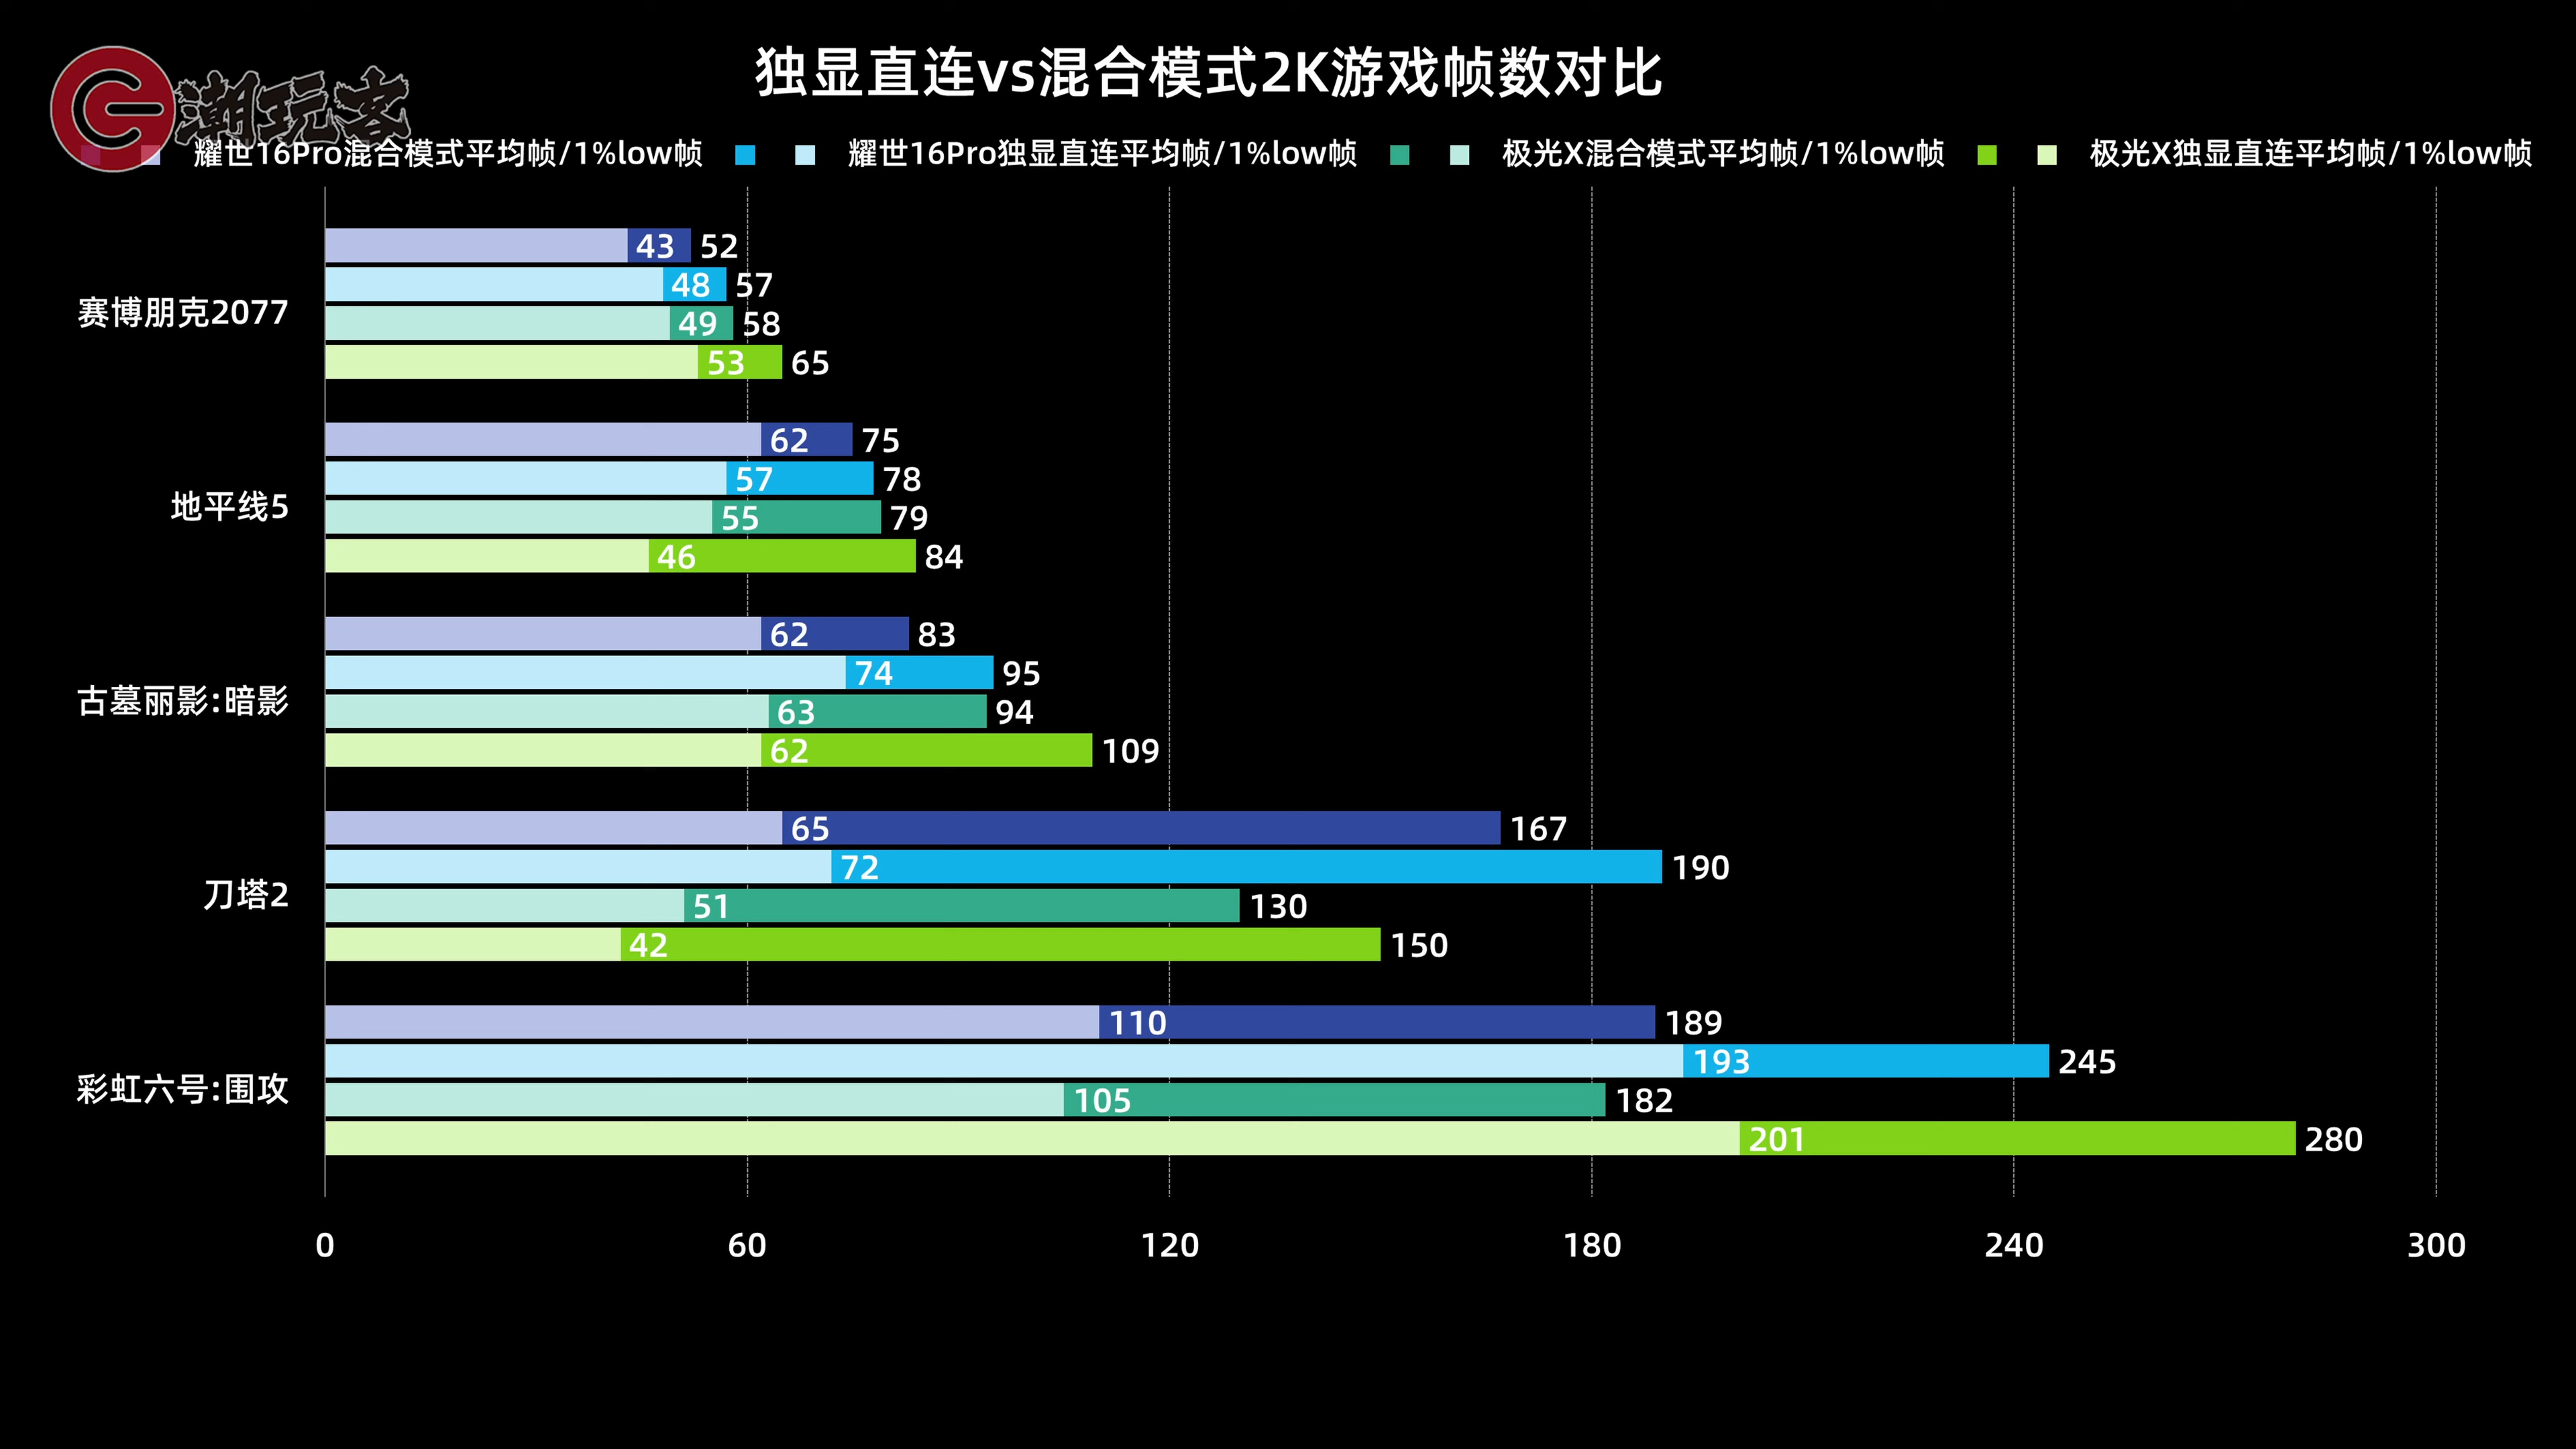 独显直连vs混合模式2K游戏帧数对比
潮玩客
耀世16Pro混合模式平均帧/1%low帧 耀世16Pro独显直连平均帧/1%low帧 极光X混合模式平均帧/1%low帧 极光X独显直连平均帧/1%low帧
43 52
48 57
赛博朋克2077
49 58
53 65
62 75
57 78
地平线5
55 79
46 84
62 83
74 95
古墓丽影:暗影
63 94
62 109
65 167
72 190
刀塔2
51 130
42 150
110 189
193 245
彩虹六号:围攻
105 182
201 280
0 60 120 180 240 300